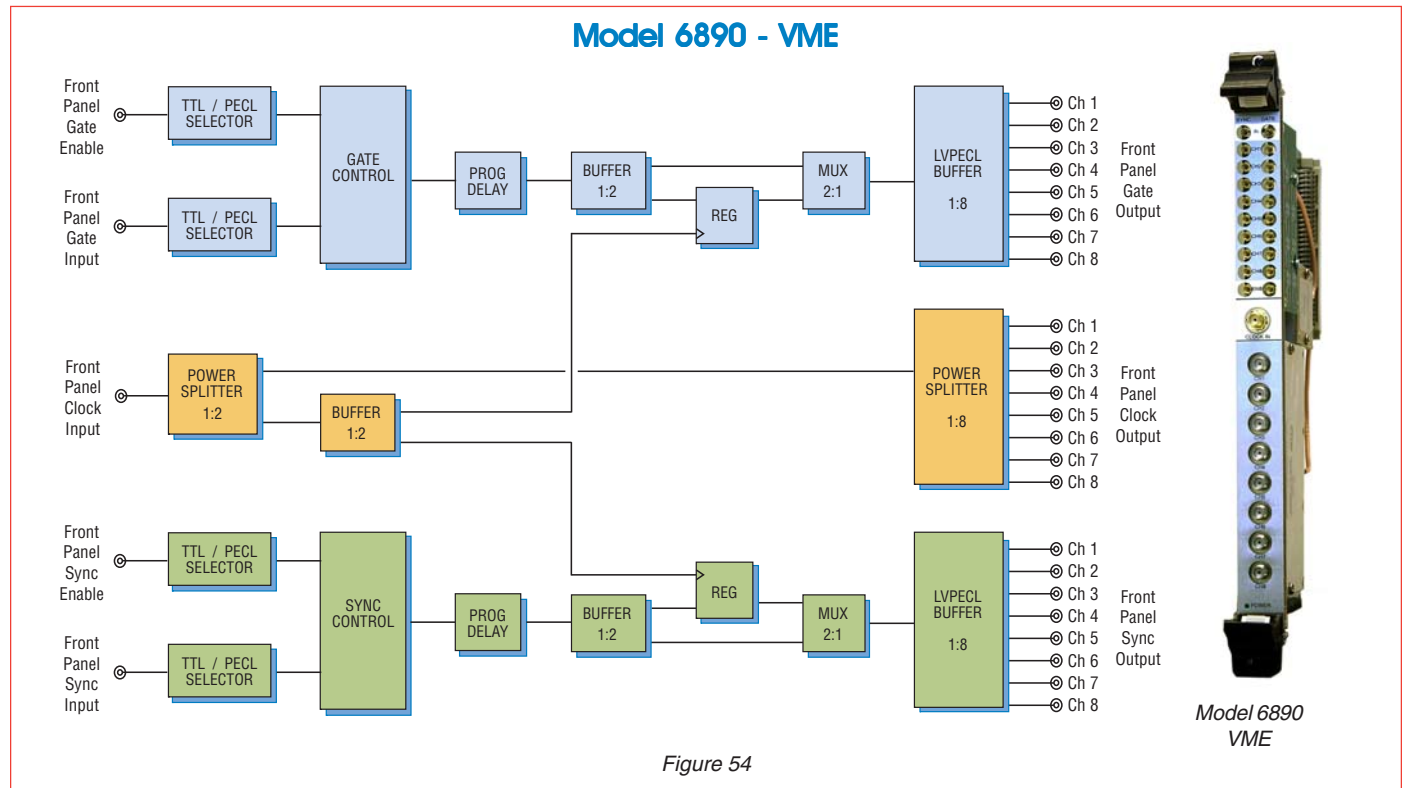 Model 6890 - VME
Front
Panel
Gate
Enable
TTL / PECL
SELECTOR
Front
Panel
Gate
Input
TTL / PECL
SELECTOR
GATE
CONTROL
PROG
DELAY
BUFFER
1:2
REG
MUX
2:1
LVPECL
BUFFER
1:8
Ch 1
Ch 2
Ch 3
Ch 4
Ch 5
Ch 6
Ch 7
Ch 8
Front
Panel
Gate
Output
Front
Panel
Clock
Input
POWER
SPLITTER
1:2
BUFFER
1:2
POWER
SPLITTER
1:8
Ch 1
Ch 2
Ch 3
Ch 4
Ch 5
Ch 6
Ch 7
Ch 8
Front
Panel
Clock
Output
Front
Panel
Sync
Enable
TTL / PECL
SELECTOR
Front
Panel
Sync
Input
TTL / PECL
SELECTOR
SYNC
CONTROL
PROG
DELAY
BUFFER
1:2
REG
MUX
2:1
LVPECL
BUFFER
1:8
Ch 1
Ch 2
Ch 3
Ch 4
Ch 5
Ch 6
Ch 7
Ch 8
Front
Panel
Sync
Output
SYNC GATE
IN
CLOCK IN
POWER
Model 6890
VME
Figure 54